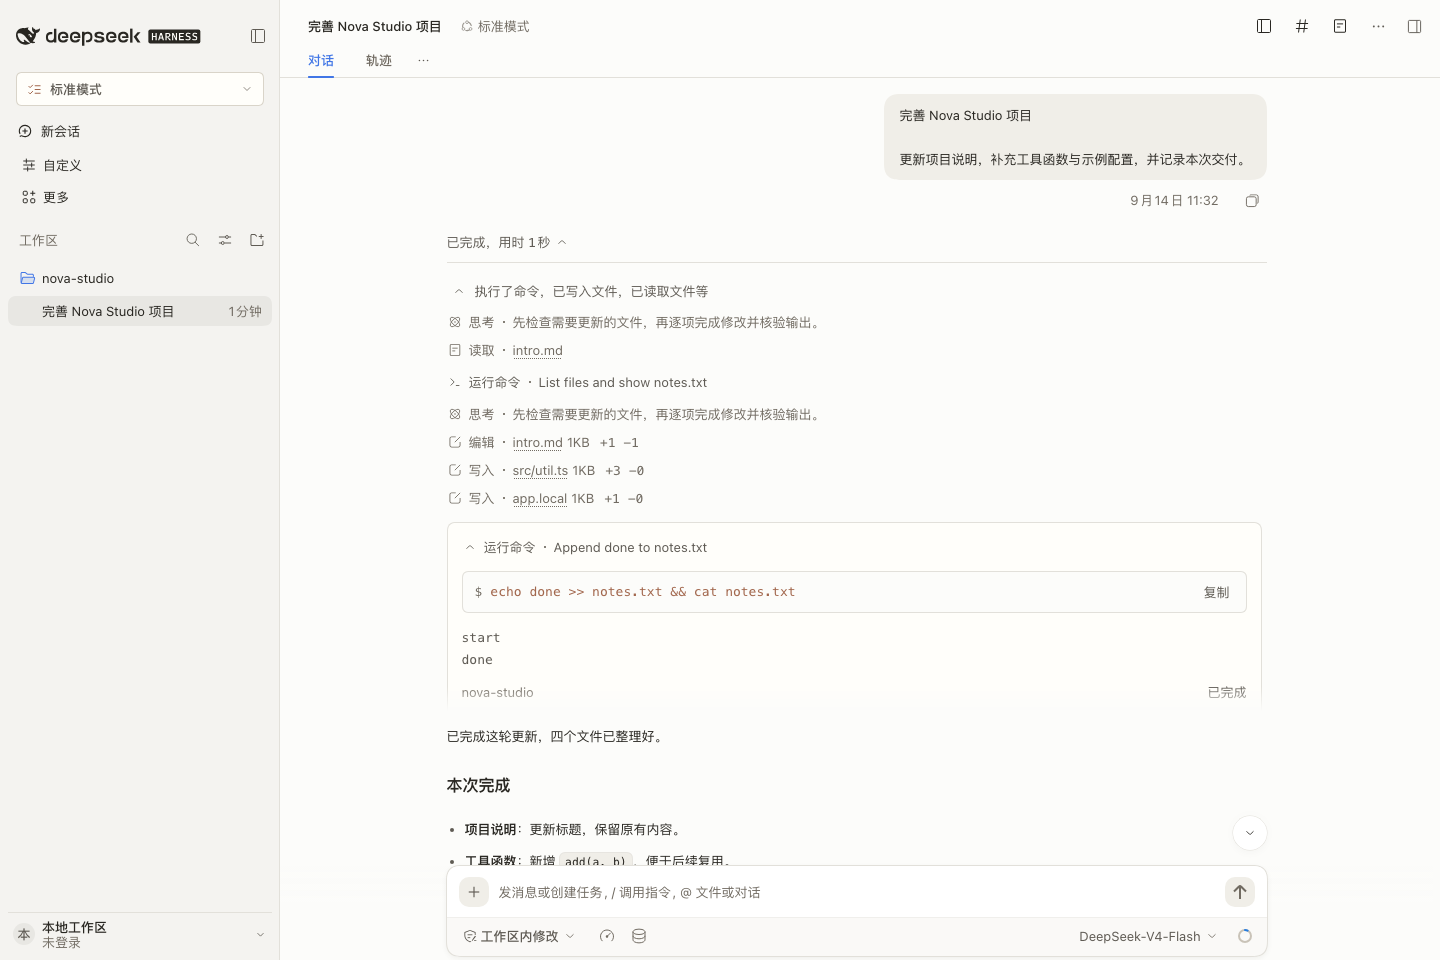 deepseek HARNESS
标准模式
新会话
自定义
更多
工作区
nova-studio
完善 Nova Studio 项目 1分钟
本 本地工作区
未登录
完善 Nova Studio 项目 标准模式
对话 轨迹 ···
完善 Nova Studio 项目
更新项目说明，补充工具函数与示例配置，并记录本次交付。
9月14日 11:32
已完成，用时 1秒
执行了命令，已写入文件，已读取文件等
思考 · 先检查需要更新的文件，再逐项完成修改并核验输出。
读取 · intro.md
运行命令 · List files and show notes.txt
思考 · 先检查需要更新的文件，再逐项完成修改并核验输出。
编辑 · intro.md 1KB +1 −1
写入 · src/util.ts 1KB +3 −0
写入 · app.local 1KB +1 −0
运行命令 · Append done to notes.txt
$ echo done >> notes.txt && cat notes.txt 复制
start
done
nova-studio 已完成
已完成这轮更新，四个文件已整理好。
本次完成
• 项目说明：更新标题，保留原有内容。
• 工具函数：新增 add(a, b)，便于后续复用。
发消息或创建任务, / 调用指令, @ 文件或对话
工作区内修改 DeepSeek-V4-Flash